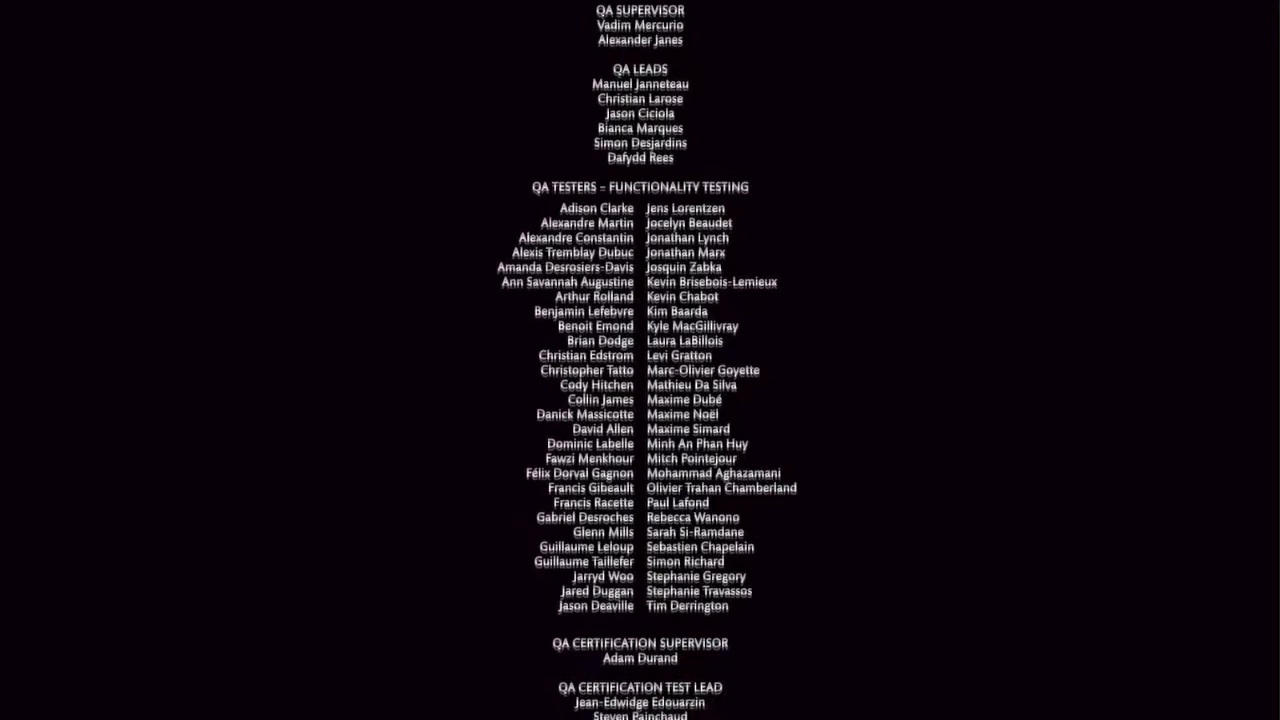 QA SUPERVISOR
Vadim Mercurio
Alexander Janes
QA LEADS
Manuel Janneteau
Christian Larose
Jason Ciciola
Bianca Marques
Simon Desjardins
Dafydd Rees
QA TESTERS – FUNCTIONALITY TESTING
Adison Clarke Jens Lorentzen
Alexandre Martin Jocelyn Beaudet
Alexandre Constantin Jonathan Lynch
Alexis Tremblay Dubuc Jonathan Marx
Amanda Desrosiers-Davis Josquin Zabka
Ann Savannah Augustine Kevin Brisebois-Lemieux
Arthur Rolland Kevin Chabot
Benjamin Lefebvre Kim Baarda
Benoit Emond Kyle MacGillivray
Brian Dodge Laura LaBillois
Christian Edstrom Levi Gratton
Christopher Tatto Marc-Olivier Goyette
Cody Hitchen Mathieu Da Silva
Collin James Maxime Dubé
Danick Massicotte Maxime Noël
David Allen Maxime Simard
Dominic Labelle Minh An Phan Huy
Fawzi Menkhour Mitch Pointejour
Félix Dorval Gagnon Mohammad Aghazamani
Francis Gibeault Olivier Trahan Chamberland
Francis Racette Paul Lafond
Gabriel Desroches Rebecca Wanono
Glenn Mills Sarah Si-Ramdane
Guillaume Leloup Sebastien Chapelain
Guillaume Taillefer Simon Richard
Jarryd Woo Stephanie Gregory
Jared Duggan Stephanie Travassos
Jason Deaville Tim Derrington
QA CERTIFICATION SUPERVISOR
Adam Durand
QA CERTIFICATION TEST LEAD
Jean-Edwidge Edouarzin
Steven Painchaud